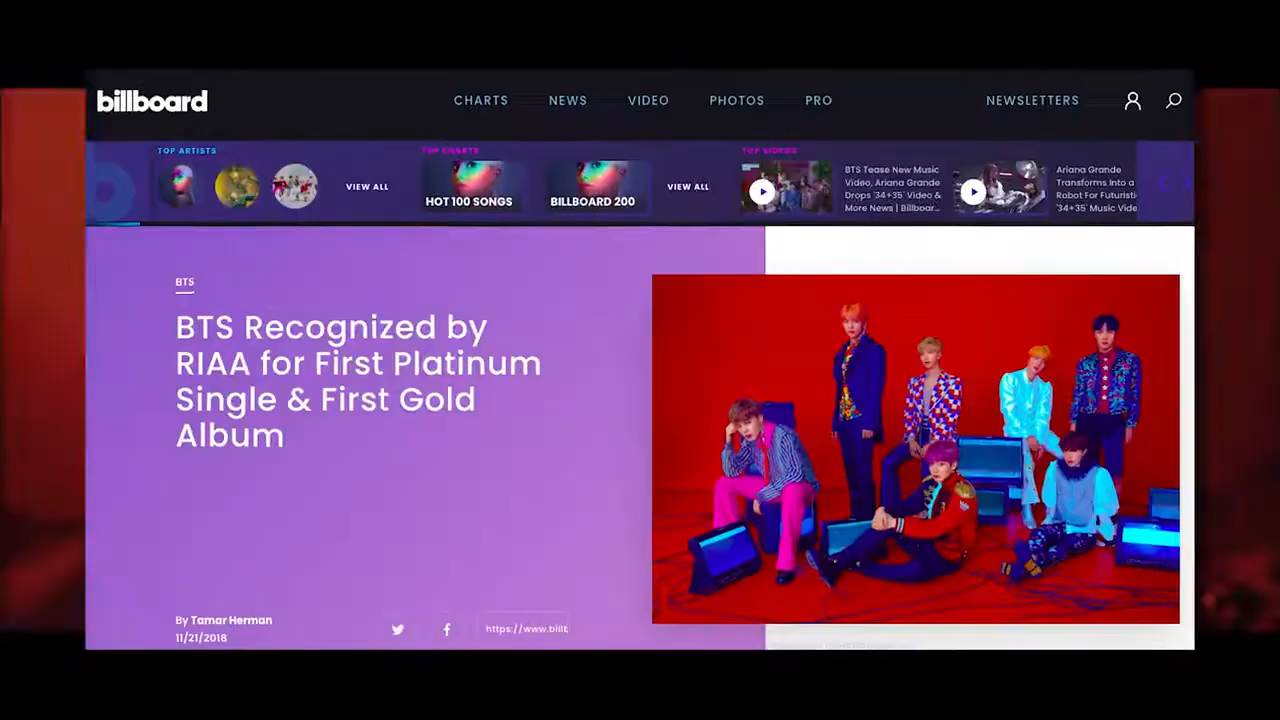 billboard
CHARTS
NEWS
VIDEO
PHOTOS
PRO
NEWSLETTERS
TOP ARTISTS
VIEW ALL
TOP CHARTS
HOT 100 SONGS
BILLBOARD 200
VIEW ALL
TOP VIDEOS
BTS Tease New Music
Video, Ariana Grande
Drops '34+35' Video &
More News | Billboar...
Ariana Grande
Transforms Into a
Robot For Futuristi
'34+35' Music Vide
BTS
BTS Recognized by
RIAA for First Platinum
Single & First Gold
Album
By Tamar Herman
11/21/2018
https://www.billb